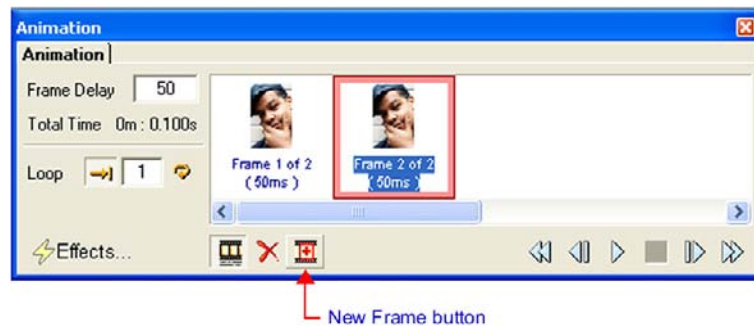 Animation
Animation
Frame Delay 50
Total Time 0m : 0.100s
Loop 1
Frame 1 of 2
( 50ms )
Frame 2 of 2
( 50ms )
Effects...
New Frame button